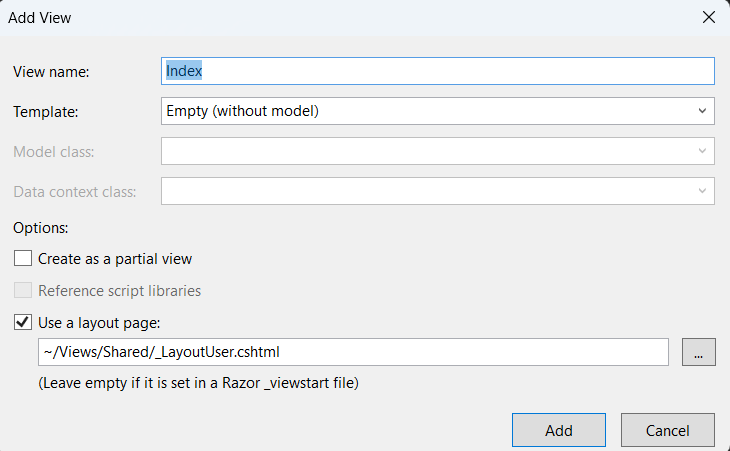 Add View
View name:
Index
Template:
Empty (without model)
Model class:
Data context class:
Options:
Create as a partial view
Reference script libraries
Use a layout page:
~/Views/Shared/_LayoutUser.cshtml
...
(Leave empty if it is set in a Razor _viewstart file)
Add
Cancel